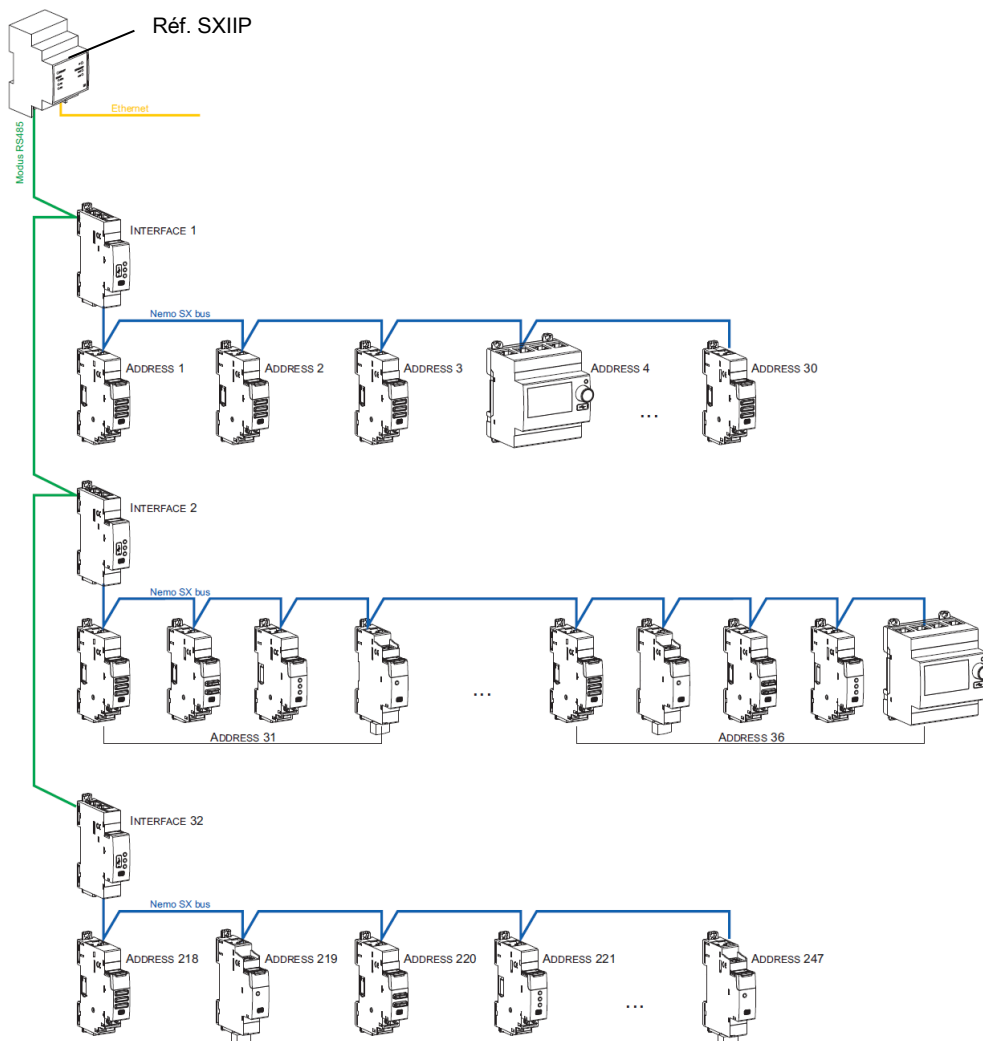 Réf. SXIIP
Ethernet
Modus RS485
INTERFACE 1
Nemo SX bus
ADDRESS 1
ADDRESS 2
ADDRESS 3
ADDRESS 4
ADDRESS 30
...
INTERFACE 2
Nemo SX bus
...
ADDRESS 31
ADDRESS 36
INTERFACE 32
Nemo SX bus
ADDRESS 218
ADDRESS 219
ADDRESS 220
ADDRESS 221
ADDRESS 247
...